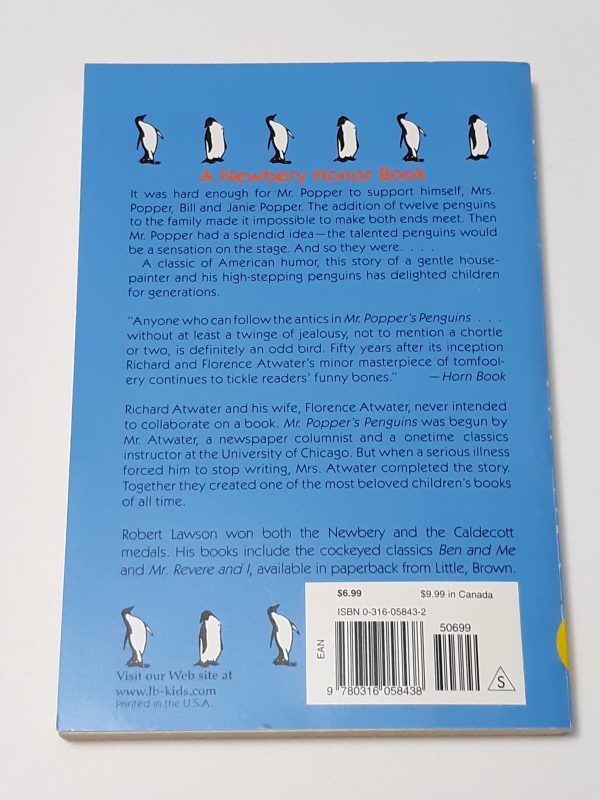 A Newbery Honor Book
It was hard enough for Mr. Popper to support himself, Mrs.
Popper, Bill and Janie Popper. The addition of twelve penguins
to the family made it impossible to make both ends meet. Then
Mr. Popper had a splendid idea—the talented penguins would
be a sensation on the stage. And so they were. . . .
A classic of American humor, this story of a gentle house-
painter and his high-stepping penguins has delighted children
for generations.
"Anyone who can follow the antics in Mr. Popper's Penguins . . .
without at least a twinge of jealousy, not to mention a chortle
or two, is definitely an odd bird. Fifty years after its inception
Richard and Florence Atwater's minor masterpiece of tomfool-
ery continues to tickle readers' funny bones." —Horn Book
Richard Atwater and his wife, Florence Atwater, never intended
to collaborate on a book. Mr. Popper's Penguins was begun by
Mr. Atwater, a newspaper columnist and a onetime classics
instructor at the University of Chicago. But when a serious illness
forced him to stop writing, Mrs. Atwater completed the story.
Together they created one of the most beloved children's books
of all time.
Robert Lawson won both the Newbery and the Caldecott
medals. His books include the cockeyed classics Ben and Me
and Mr. Revere and I, available in paperback from Little, Brown.
$6.99 $9.99 in Canada
ISBN 0-316-05843-2
50699
EAN
9 780316 058438
S
Visit our Web site at
www.lb-kids.com
Printed in the U.S.A.